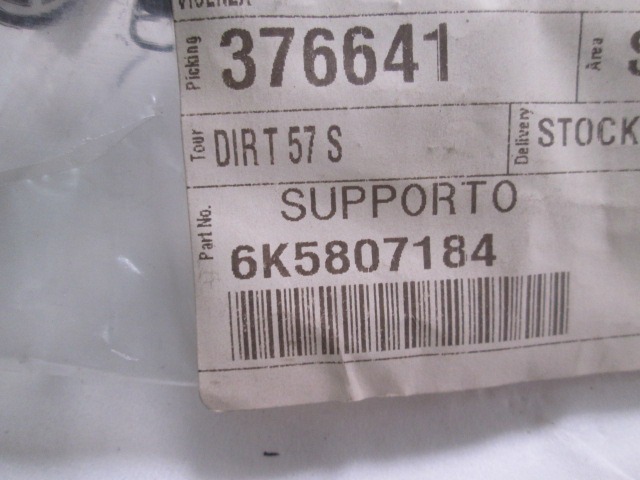 Picking 376641 Area
Tour DIRT 57 S Delivery STOCK
SUPPORTO
Part No. 6K5807184